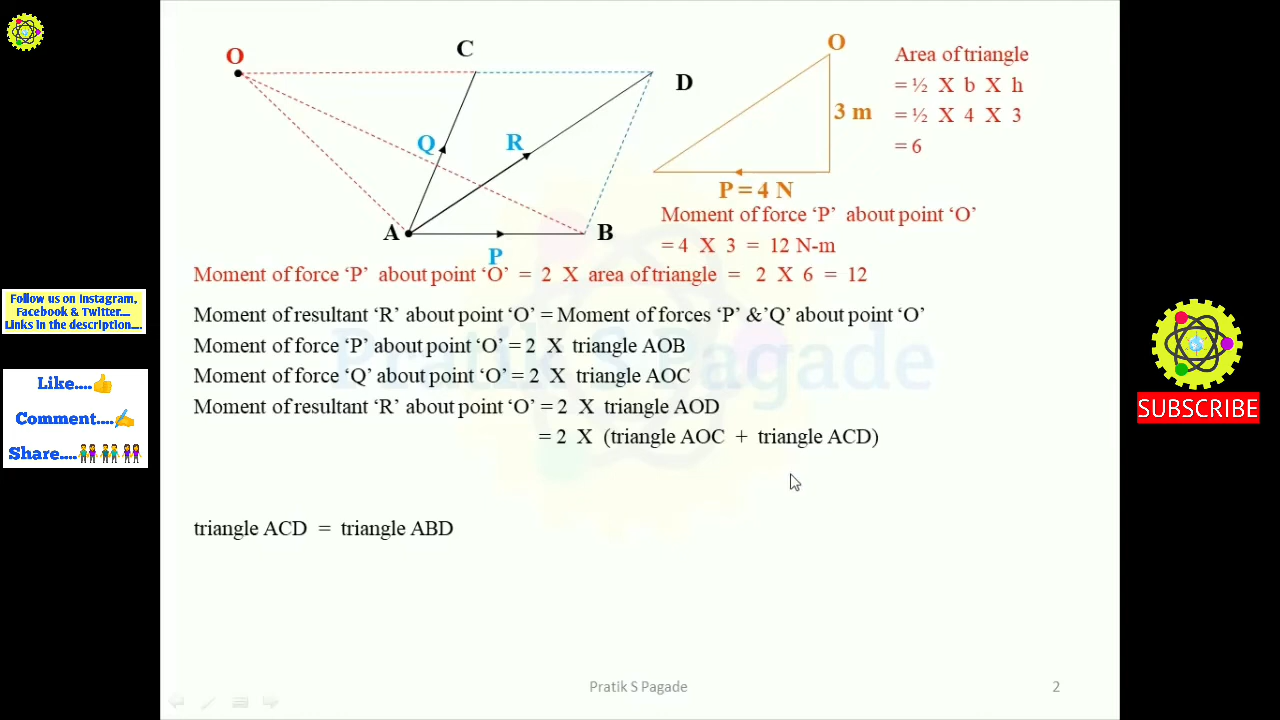 O
C
D
Q
R
A
B
P
O
3 m
P = 4 N
Area of triangle
= ½ X b X h
= ½ X 4 X 3
= 6
Moment of force ‘P’ about point ‘O’
= 4 X 3 = 12 N-m
Moment of force ‘P’ about point ‘O’ = 2 X area of triangle = 2 X 6 = 12
Moment of resultant ‘R’ about point ‘O’ = Moment of forces ‘P’ &’Q’ about point ‘O’
Moment of force ‘P’ about point ‘O’ = 2 X triangle AOB
Moment of force ‘Q’ about point ‘O’ = 2 X triangle AOC
Moment of resultant ‘R’ about point ‘O’ = 2 X triangle AOD
= 2 X (triangle AOC + triangle ACD)
triangle ACD = triangle ABD
Pratik S Pagade
Pratik S Pagade
2
Follow us on Instagram,
Facebook & Twitter....
Links in the description....
Like....👍
Comment....✍
Share....
SUBSCRIBE